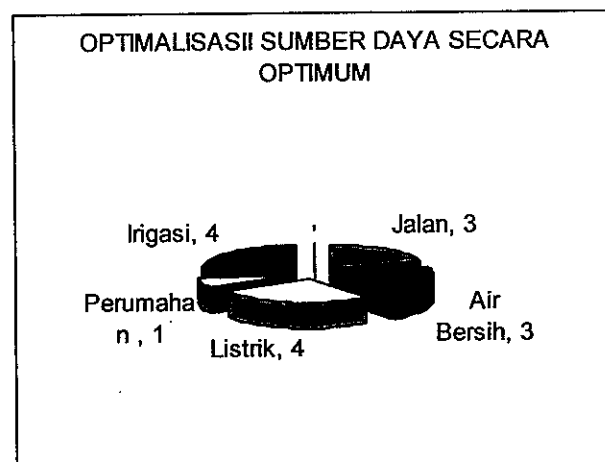 OPTIMALISASII SUMBER DAYA SECARA
OPTIMUM
Irigasi, 4
Jalan, 3
Perumaha
n , 1
Air
Bersih, 3
Listrik, 4